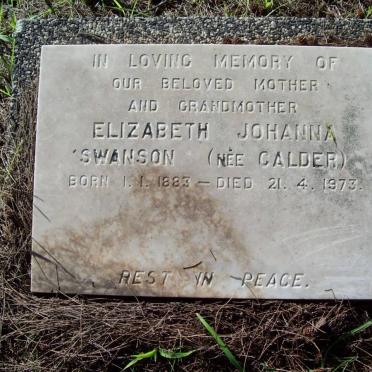 IN LOVING MEMORY OF
OUR BELOVED MOTHER
AND GRANDMOTHER
ELIZABETH JOHANNA
SWANSON (NÉE CALDER)
BORN 1.1.1883 – DIED 21.4.1973.
REST IN PEACE.